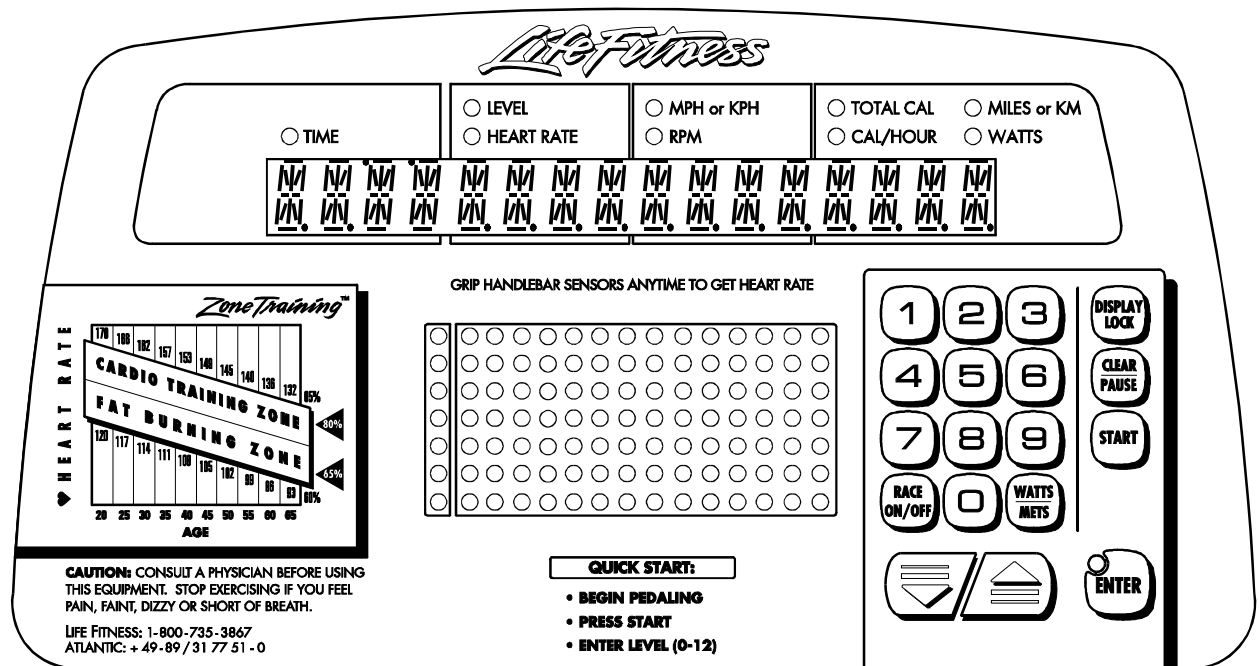 Life Fitness
TIME
LEVEL
HEART RATE
MPH or KPH
RPM
TOTAL CAL
MILES or KM
CAL/HOUR
WATTS
GRIP HANDLEBAR SENSORS ANYTIME TO GET HEART RATE
Zone Training™
HEART RATE
170 166 162 157 153 149 145 140 136 132 85%
CARDIO TRAINING ZONE
80%
FAT BURNING ZONE
65%
120 117 114 111 108 105 102 99 96 93 60%
20 25 30 35 40 45 50 55 60 65
AGE
CAUTION: CONSULT A PHYSICIAN BEFORE USING
THIS EQUIPMENT. STOP EXERCISING IF YOU FEEL
PAIN, FAINT, DIZZY OR SHORT OF BREATH.
LIFE FITNESS: 1-800-735-3867
ATLANTIC: + 49-89 / 31 77 51 - 0
QUICK START:
• BEGIN PEDALING
• PRESS START
• ENTER LEVEL (0-12)
1 2 3
4 5 6
7 8 9
RACE
ON/OFF
0
WATTS
METS
DISPLAY
LOCK
CLEAR
PAUSE
START
ENTER